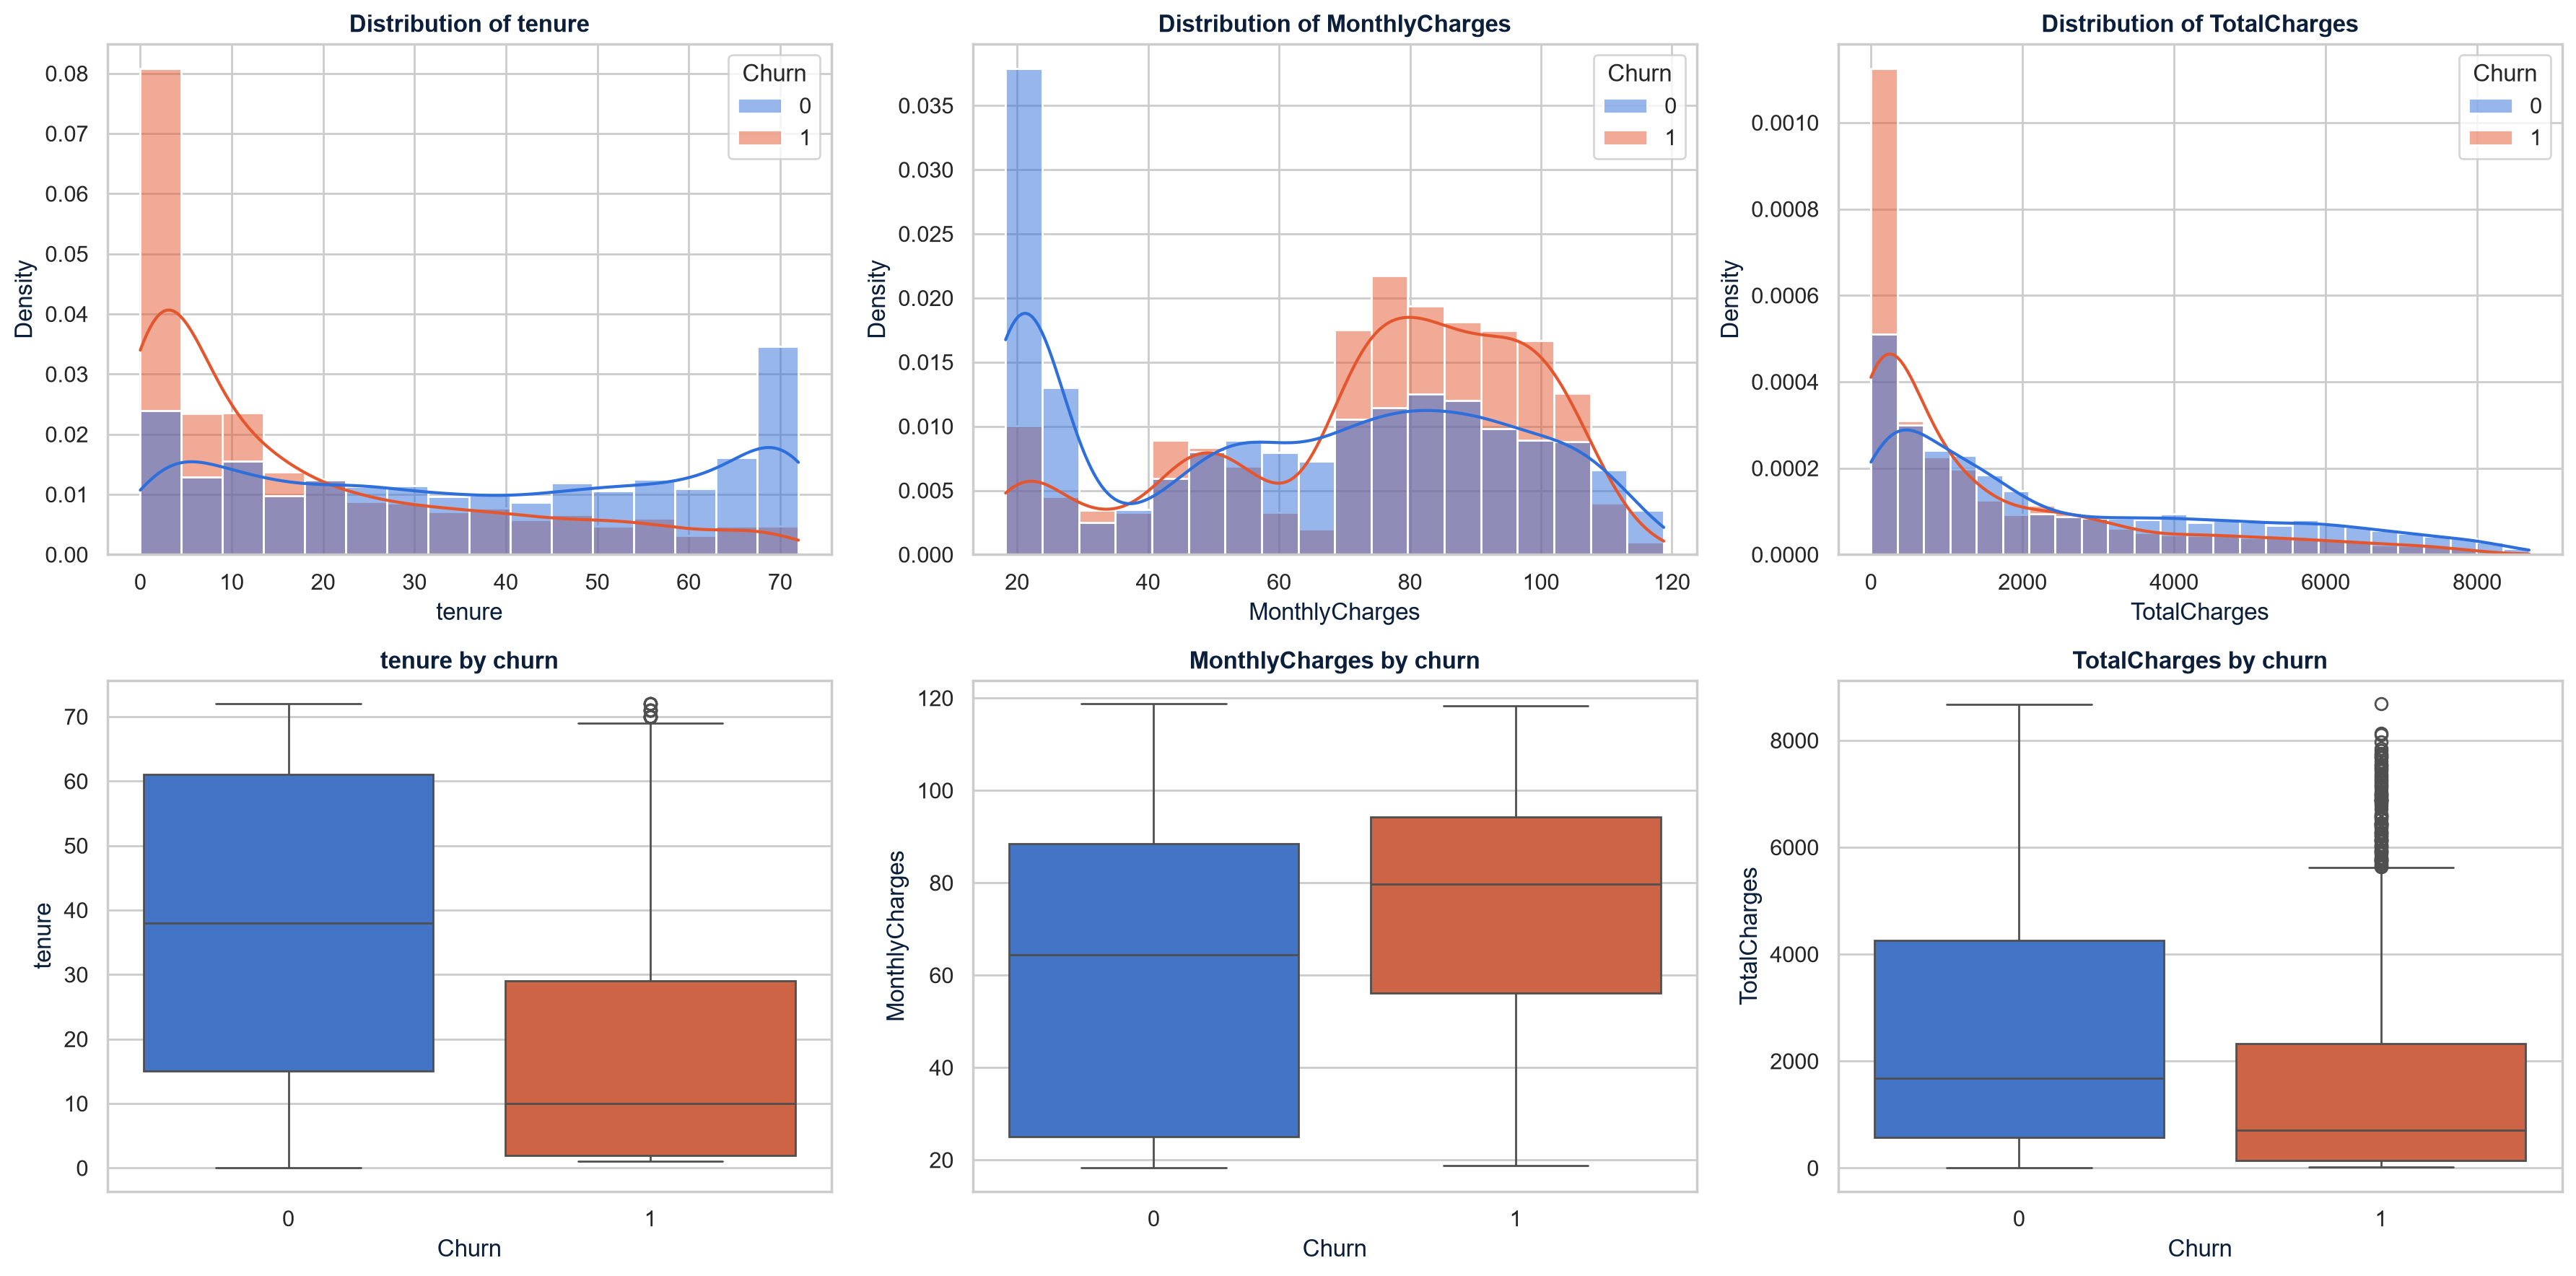 Distribution of tenure
Churn
0
1
0.08
0.07
0.06
0.05
0.04
0.03
0.02
0.01
0.00
Density
0 10 20 30 40 50 60 70
tenure
Distribution of MonthlyCharges
Churn
0
1
0.035
0.030
0.025
0.020
0.015
0.010
0.005
0.000
Density
20 40 60 80 100 120
MonthlyCharges
Distribution of TotalCharges
Churn
0
1
0.0010
0.0008
0.0006
0.0004
0.0002
0.0000
Density
0 2000 4000 6000 8000
TotalCharges
tenure by churn
70
60
50
40
30
20
10
0
tenure
0 1
Churn
MonthlyCharges by churn
120
100
80
60
40
20
MonthlyCharges
0 1
Churn
TotalCharges by churn
8000
6000
4000
2000
0
TotalCharges
0 1
Churn